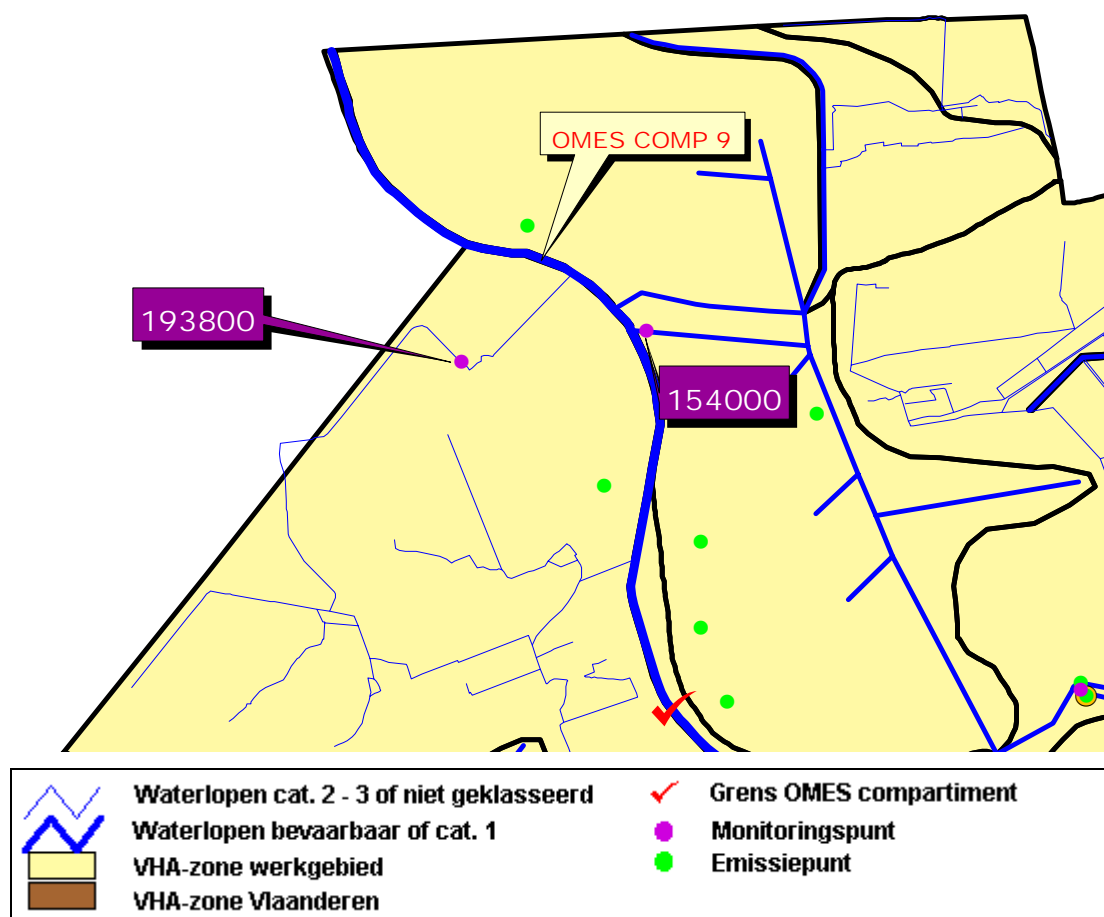 OMES COMP 9
193800
154000
Waterlopen cat. 2 - 3 of niet geklasseerd
Waterlopen bevaarbaar of cat. 1
VHA-zone werkgebied
VHA-zone Vlaanderen
Grens OMES compartiment
Monitoringspunt
Emissiepunt